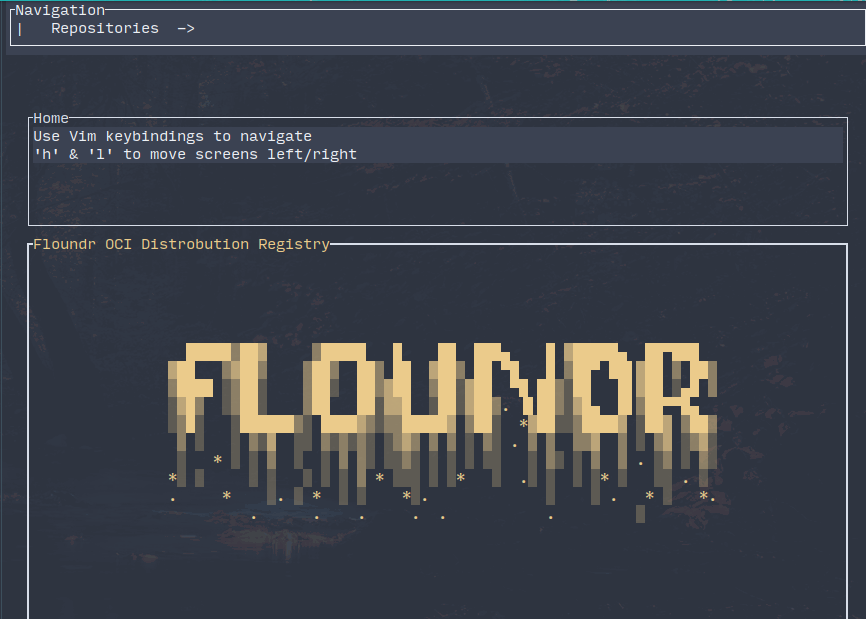 Navigation
| Repositories ->
Home
Use Vim keybindings to navigate
'h' & 'l' to move screens left/right
Floundr OCI Distrobution Registry
FLOUNDR